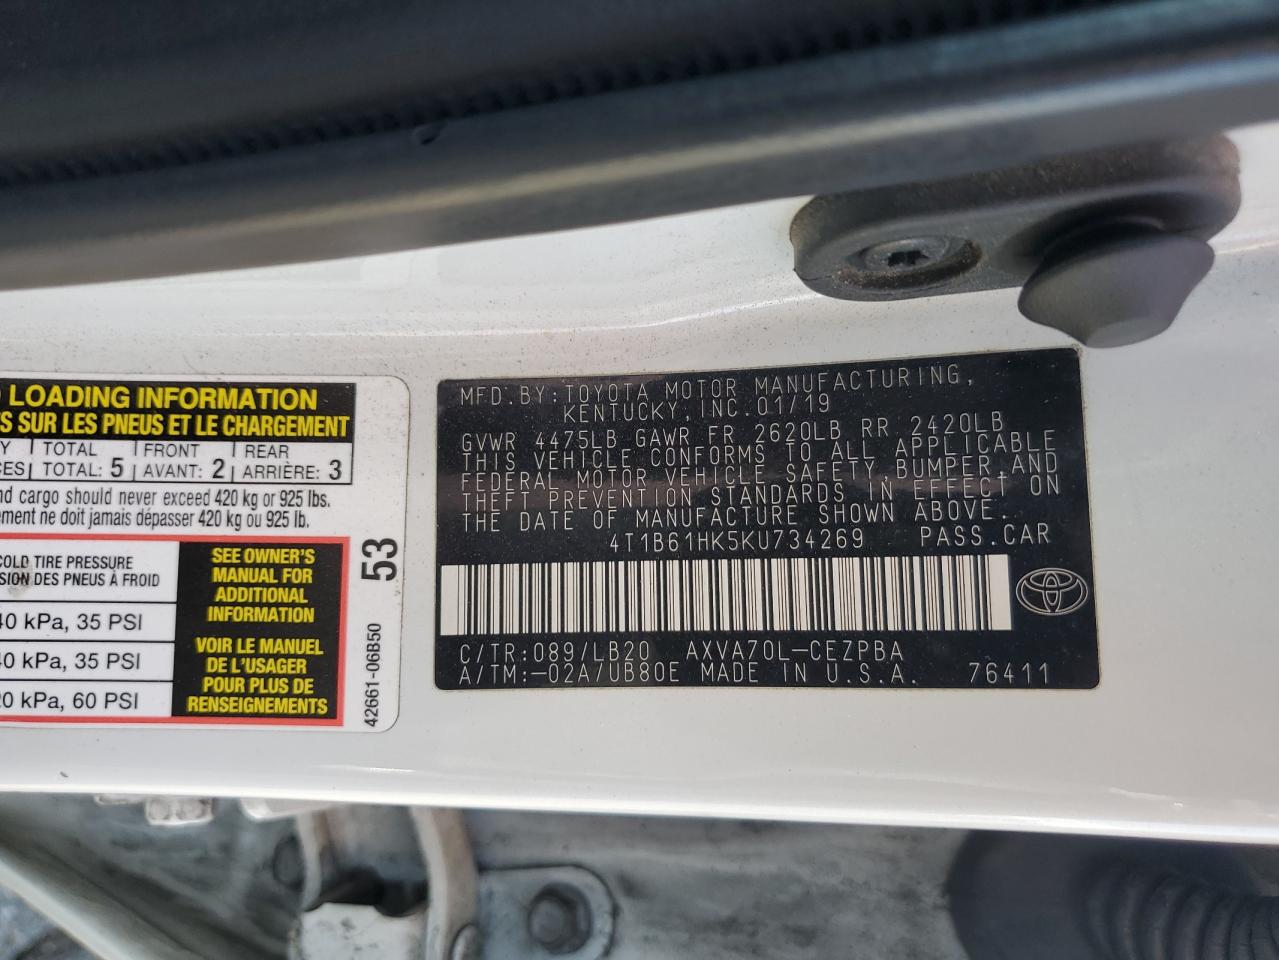 LOADING INFORMATION
S SUR LES PNEUS ET LE CHARGEMENT
TOTAL FRONT REAR
TOTAL: 5 AVANT: 2 ARRIÈRE: 3
cargo should never exceed 420 kg or 925 lbs.
ne doit jamais dépasser 420 kg ou 925 lb.
COLD TIRE PRESSURE
DES PNEUS À FROID
40 kPa, 35 PSI
40 kPa, 35 PSI
20 kPa, 60 PSI
SEE OWNER'S
MANUAL FOR
ADDITIONAL
INFORMATION
VOIR LE MANUEL
DE L'USAGER
POUR PLUS DE
RENSEIGNEMENTS
53
42661-06B50
MFD.BY:TOYOTA MOTOR MANUFACTURING,
KENTUCKY, INC.01/19
GVWR 4475LB GAWR FR 2620LB RR 2420LB
THIS VEHICLE CONFORMS TO ALL APPLICABLE
FEDERAL MOTOR VEHICLE SAFETY, BUMPER, AND
THEFT PREVENTION STANDARDS IN EFFECT ON
THE DATE OF MANUFACTURE SHOWN ABOVE.
4T1B61HK5KU734269 PASS.CAR
C/TR:089/LB20 AXVA70L-CEZPBA
A/TM:-02A/UB80E MADE IN U.S.A. 76411